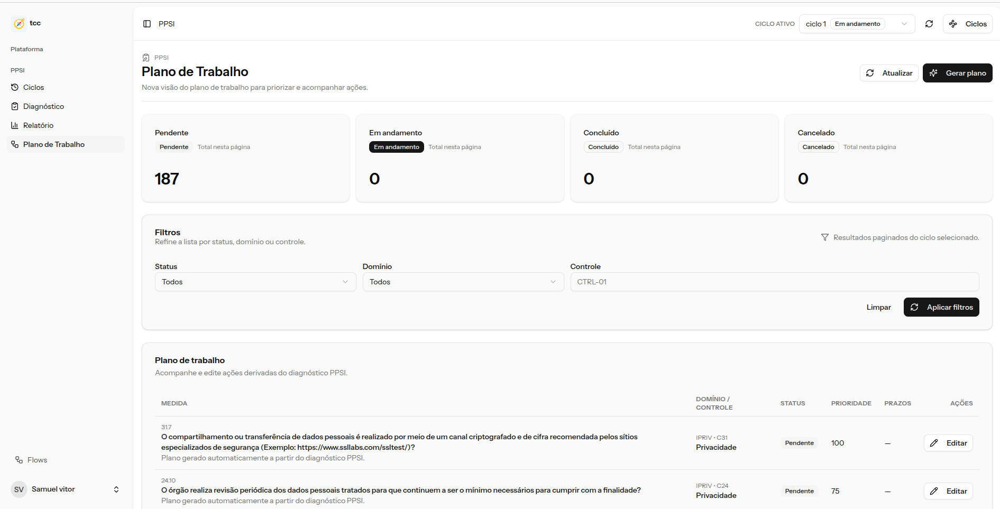 tcc
Plataforma
PPSI
Ciclos
Diagnóstico
Relatório
Plano de Trabalho
Flows
SV Samuel vitor
PPSI
CICLO ATIVO ciclo 1 Em andamento Ciclos
PPSI
Plano de Trabalho
Nova visão do plano de trabalho para priorizar e acompanhar ações.
Atualizar Gerar plano
Pendente
Pendente Total nesta página
187
Em andamento
Em andamento Total nesta página
0
Concluído
Concluído Total nesta página
0
Cancelado
Cancelado Total nesta página
0
Filtros
Refine a lista por status, domínio ou controle.
Resultados paginados do ciclo selecionado.
Status
Todos
Domínio
Todos
Controle
CTRL-01
Limpar Aplicar filtros
Plano de trabalho
Acompanhe e edite ações derivadas do diagnóstico PPSI.
MEDIDA
DOMÍNIO /
CONTROLE
STATUS
PRIORIDADE
PRAZOS
AÇÕES
31.7
O compartilhamento ou transferência de dados pessoais é realizado por meio de um canal criptografado e de cifra recomendada pelos sítios
especializados de segurança (Exemplo: https://www.ssllabs.com/ssltest/)?
Plano gerado automaticamente a partir do diagnóstico PPSI.
IPRIV • C31
Privacidade
Pendente
100
—
Editar
24.10
O órgão realiza revisão periódica dos dados pessoais tratados para que continuem a ser o mínimo necessários para cumprir com a finalidade?
Plano gerado automaticamente a partir do diagnóstico PPSI.
IPRIV • C24
Privacidade
Pendente
75
—
Editar